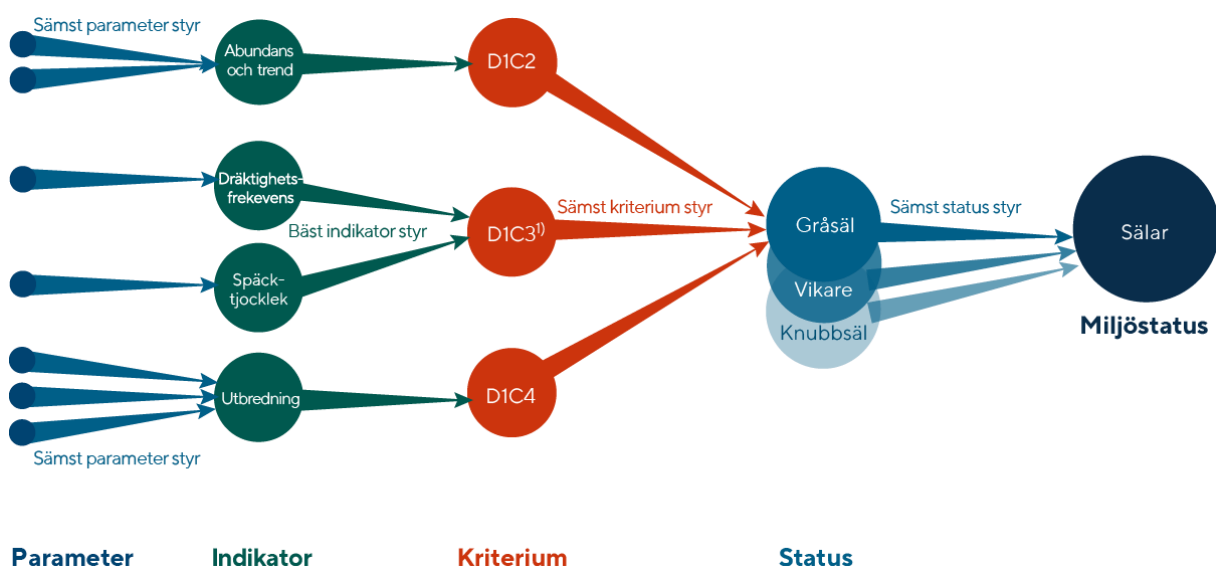 Sämst parameter styr
Abundans
och trend
D1C2
Dräktighets-
frekevens
Bäst indikator styr
D1C3¹⁾
Sämst kriterium styr
Gråsäl
Sämst status styr
Sälar
Späck-
tjocklek
Vikare
Knubbsäl
Miljöstatus
Utbredning
D1C4
Sämst parameter styr
Parameter
Indikator
Kriterium
Status